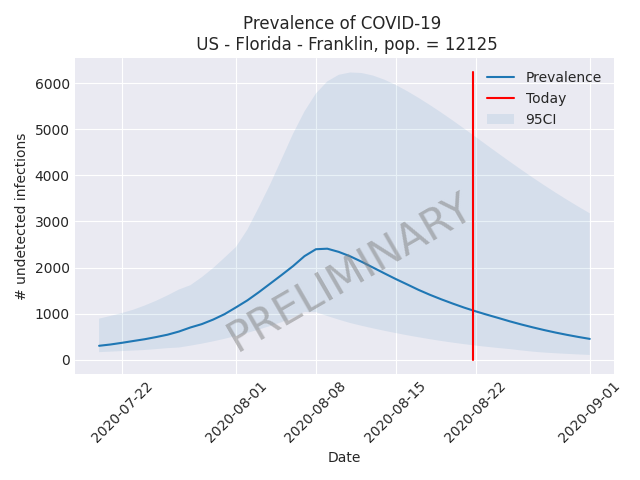 Prevalence of COVID-19
US - Florida - Franklin, pop. = 12125
# undetected infections
6000
5000
4000
3000
2000
1000
0
Prevalence
Today
95CI
PRELIMINARY
2020-07-22
2020-08-01
2020-08-08
2020-08-15
2020-08-22
2020-09-01
Date